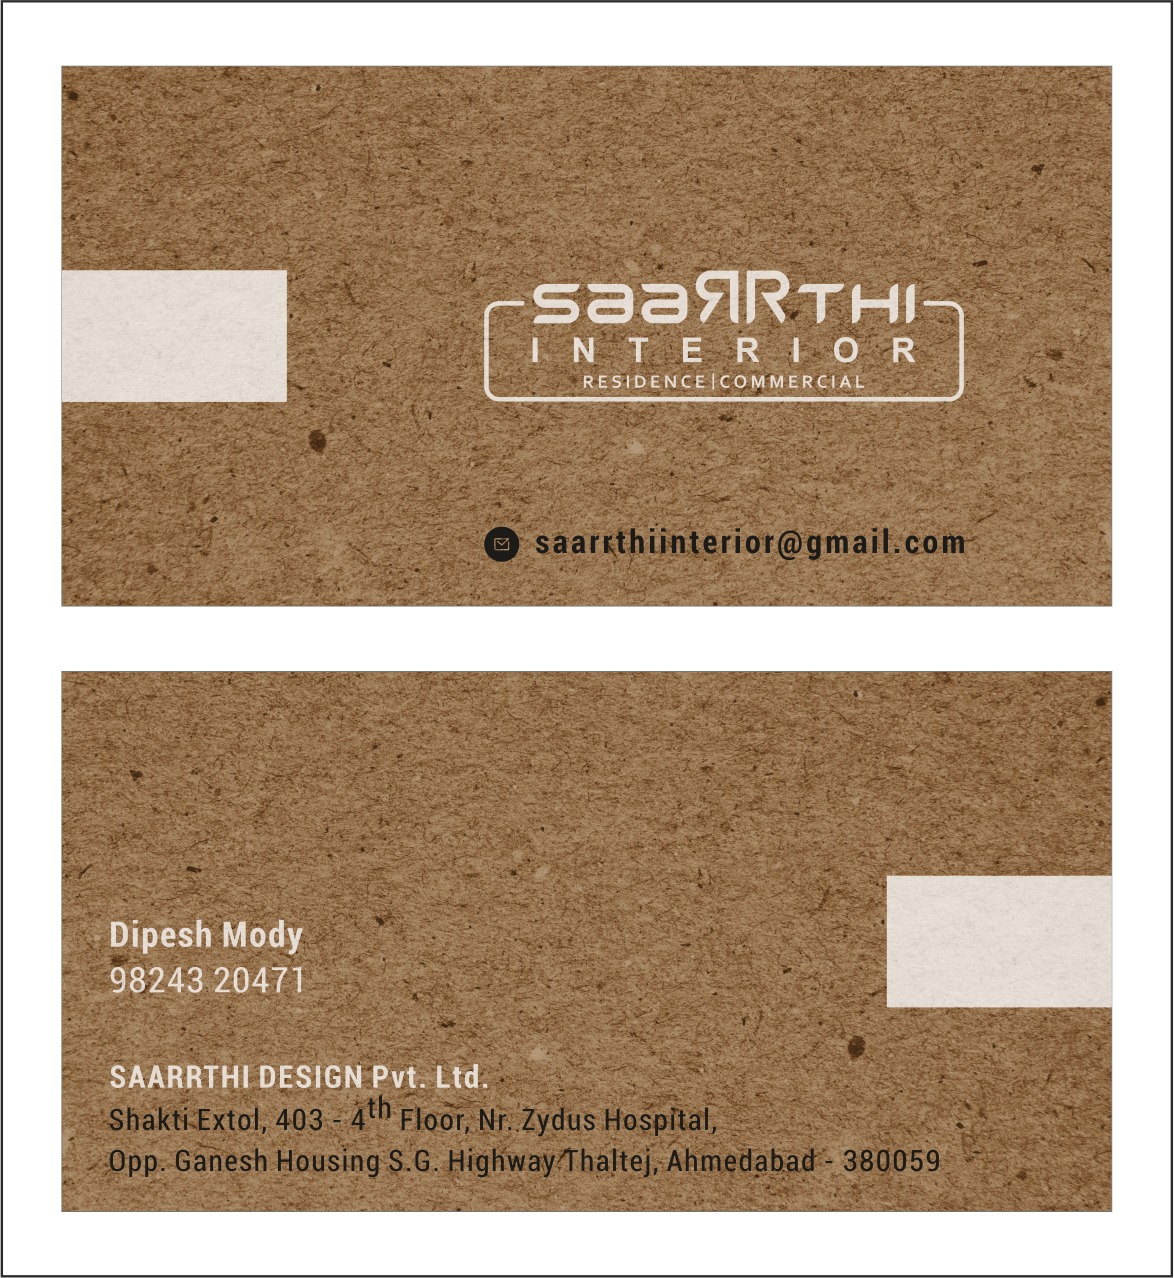 saaRRTHI
INTERIOR
RESIDENCE|COMMERCIAL
saarrthiinterior@gmail.com
Dipesh Mody
98243 20471
SAARRTHI DESIGN Pvt. Ltd.
Shakti Extol, 403 - 4th Floor, Nr. Zydus Hospital,
Opp. Ganesh Housing S.G. Highway Thaltej, Ahmedabad - 380059